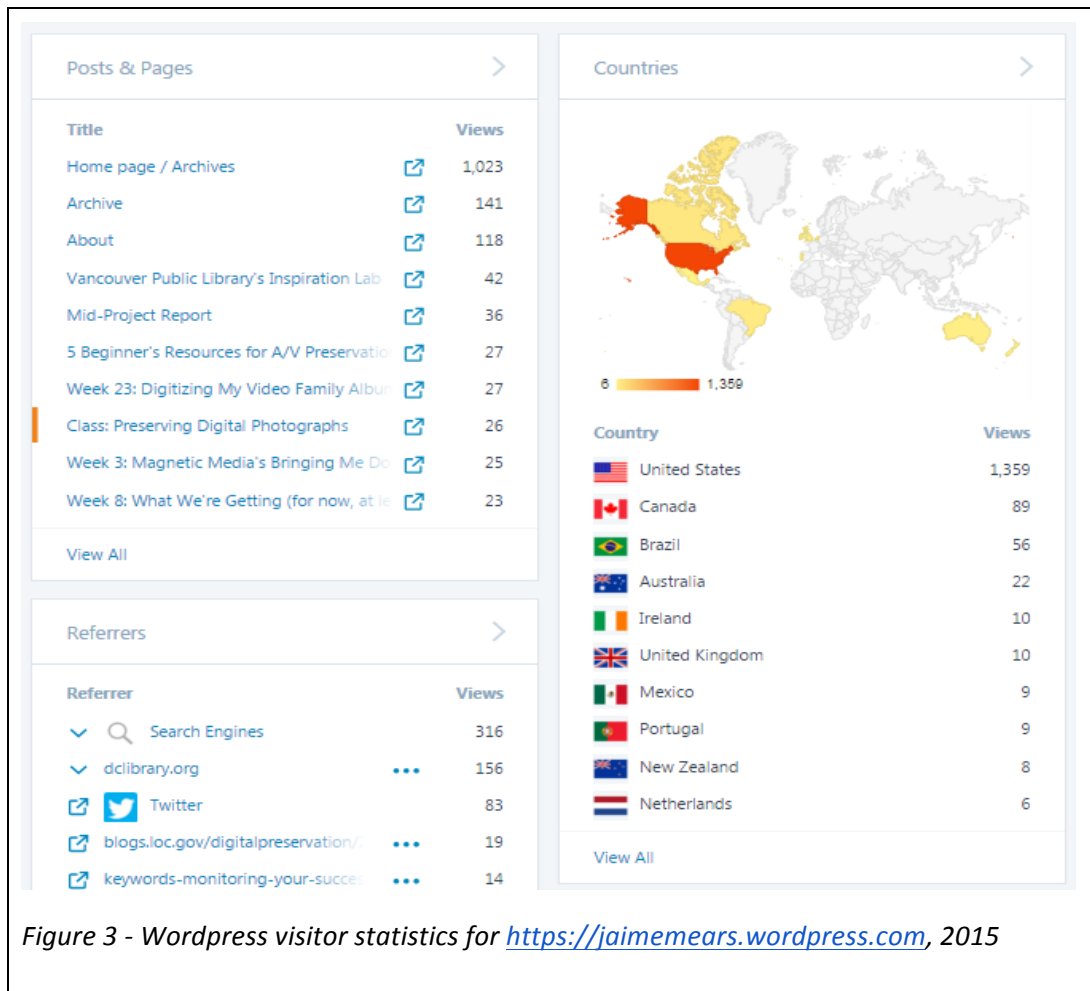 Posts & Pages
Title Views
Home page / Archives 1,023
Archive 141
About 118
Vancouver Public Library's Inspiration Lab 42
Mid-Project Report 36
5 Beginner's Resources for A/V Preservatio 27
Week 23: Digitizing My Video Family Albu 27
Class: Preserving Digital Photographs 26
Week 3: Magnetic Media's Bringing Me Do 25
Week 8: What We're Getting (for now, at le 23
View All
Referrers
Referrer Views
Search Engines 316
dclibrary.org 156
Twitter 83
blogs.loc.gov/digitalpreservation/ 19
keywords-monitoring-your-succe 14
Countries
6 1,359
Country Views
United States 1,359
Canada 89
Brazil 56
Australia 22
Ireland 10
United Kingdom 10
Mexico 9
Portugal 9
New Zealand 8
Netherlands 6
View All
Figure 3 - Wordpress visitor statistics for https://jaimemears.wordpress.com, 2015